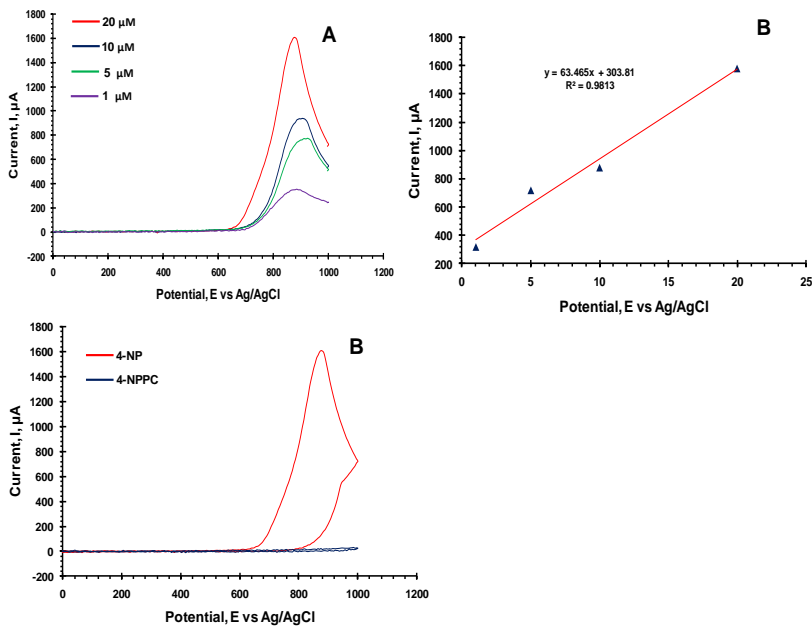 A
20 μM
10 μM
5 μM
1 μM
Current, I, μA
1800
1600
1400
1200
1000
800
600
400
200
0
-200
0 200 400 600 800 1000 1200
Potential, E vs Ag/AgCl
B
y = 63.465x + 303.81
R² = 0.9813
Current, I, μA
1800
1600
1400
1200
1000
800
600
400
200
0 5 10 15 20 25
Potential, E vs Ag/AgCl
B
4-NP
4-NPPC
Current, I, μA
1800
1600
1400
1200
1000
800
600
400
200
0
-200
0 200 400 600 800 1000 1200
Potential, E vs Ag/AgCl